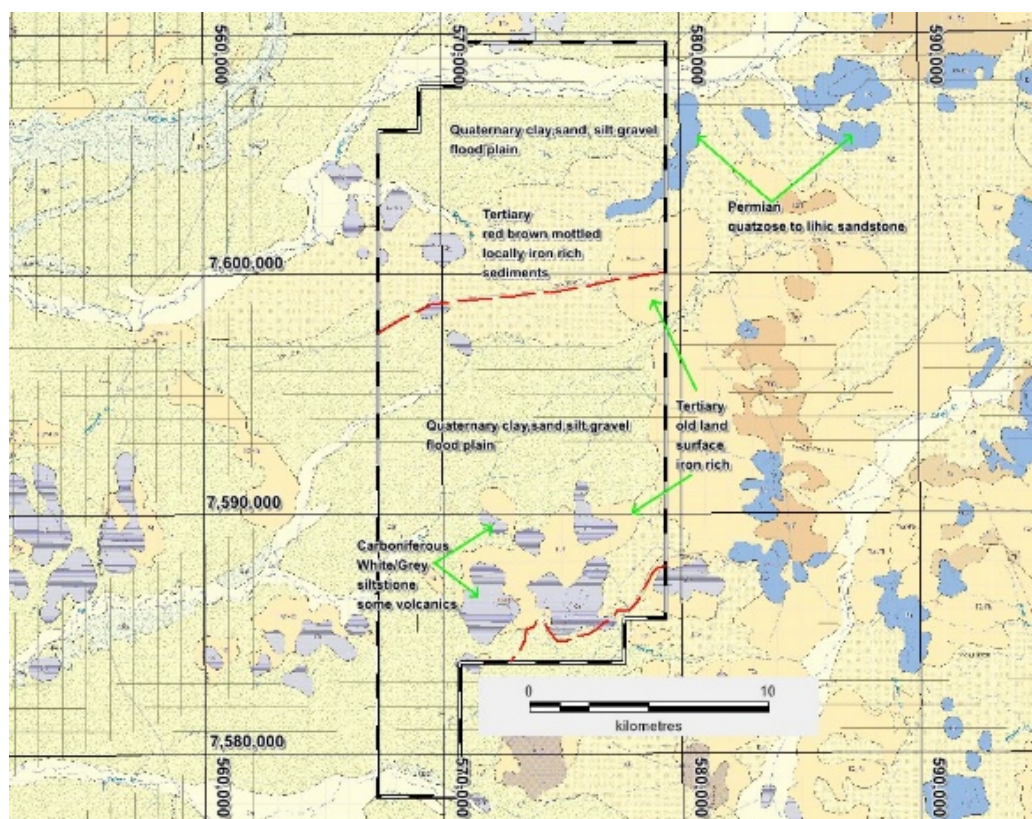 560,000
570,000
580,000
590,000
Quaternary clay,sand, silt gravel
flood plain
Tertiary
red brown mottled
locally iron rich
sediments
Permian
quatzose to lihic sandstone
7,600,000
Tertiary
old land
surface
iron rich
Quaternary clay,sand,silt,gravel
flood plain
7,590,000
Carboniferous
White/Grey
siltstione
some volcanics
0 10
kilometres
7,580,000
560,000
570,000
580,000
590,000